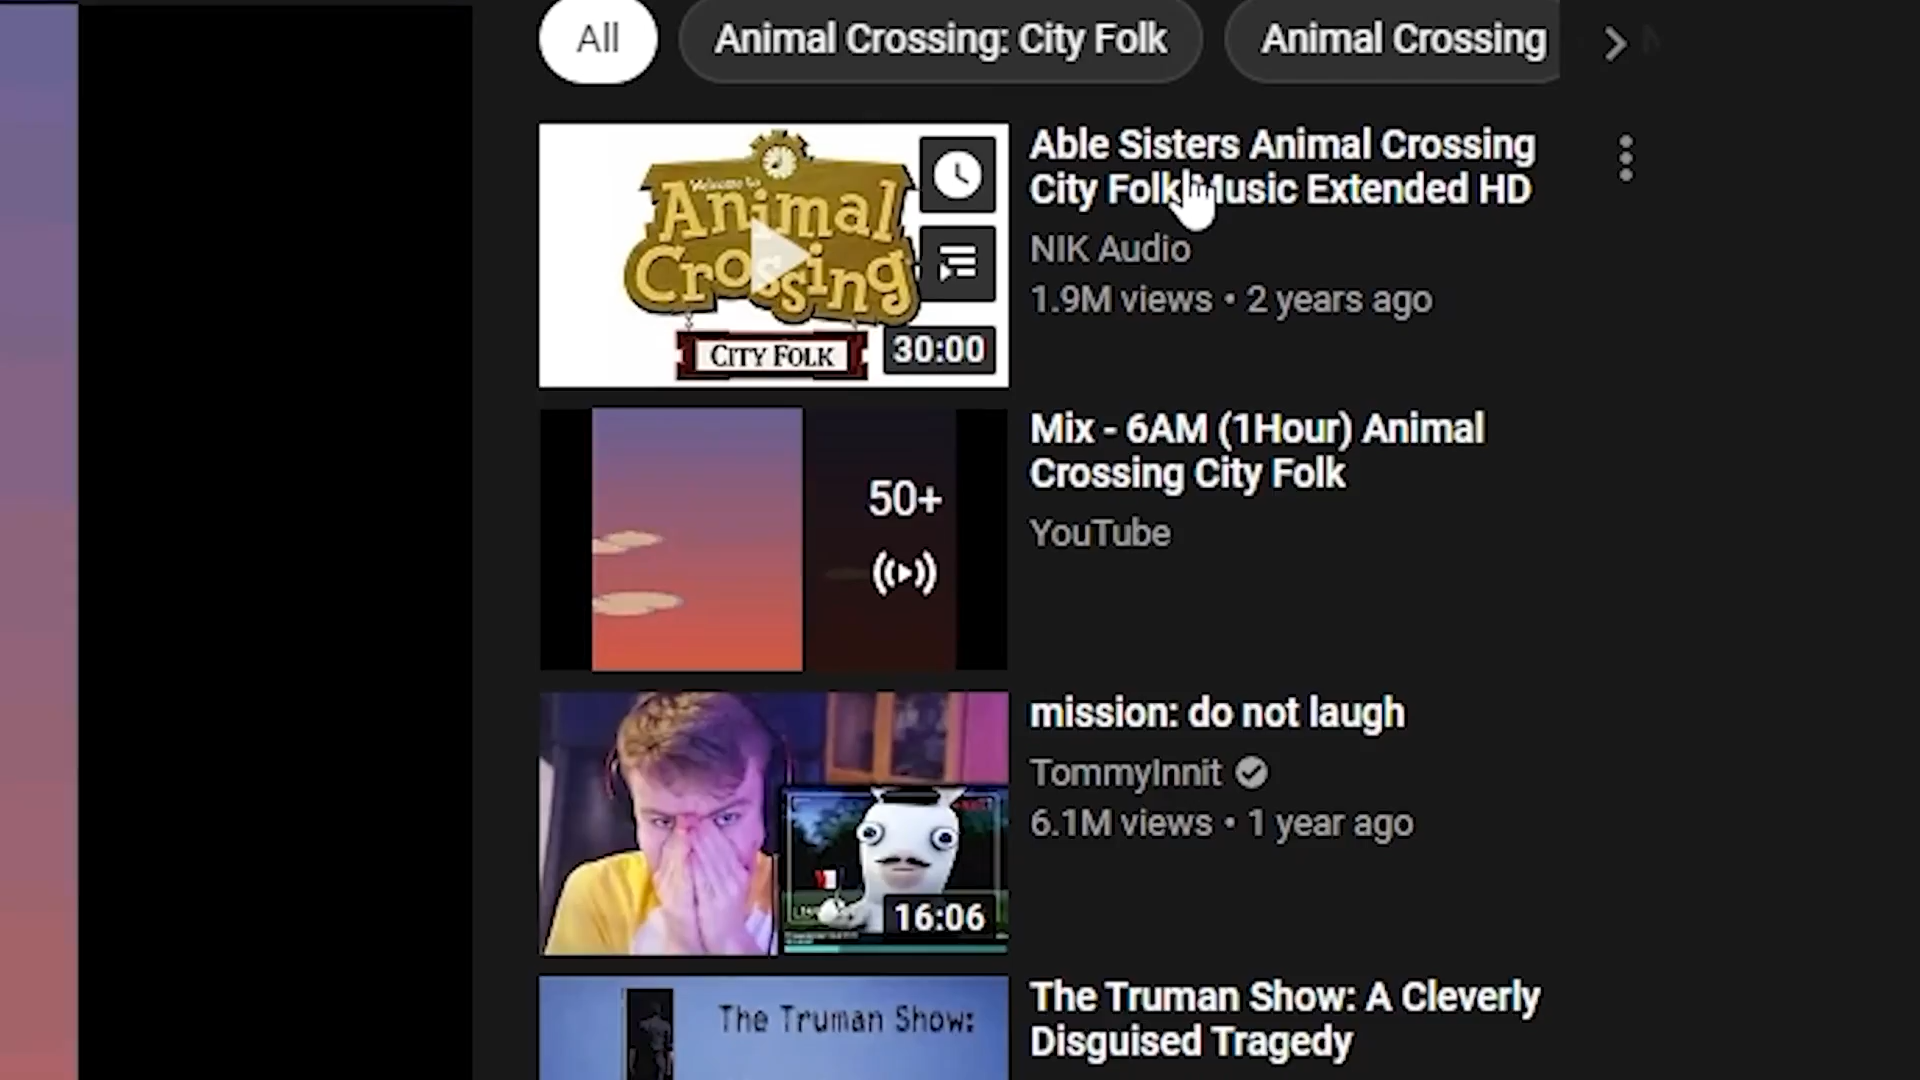 All
Animal Crossing: City Folk
Animal Crossing
Welcome to
Animal
Crossing
CITY FOLK
30:00
Able Sisters Animal Crossing
City Folk Music Extended HD
NIK Audio
1.9M views • 2 years ago
50+
Mix - 6AM (1Hour) Animal
Crossing City Folk
YouTube
16:06
mission: do not laugh
TommyInnit
6.1M views • 1 year ago
The Truman Show:
The Truman Show: A Cleverly
Disguised Tragedy